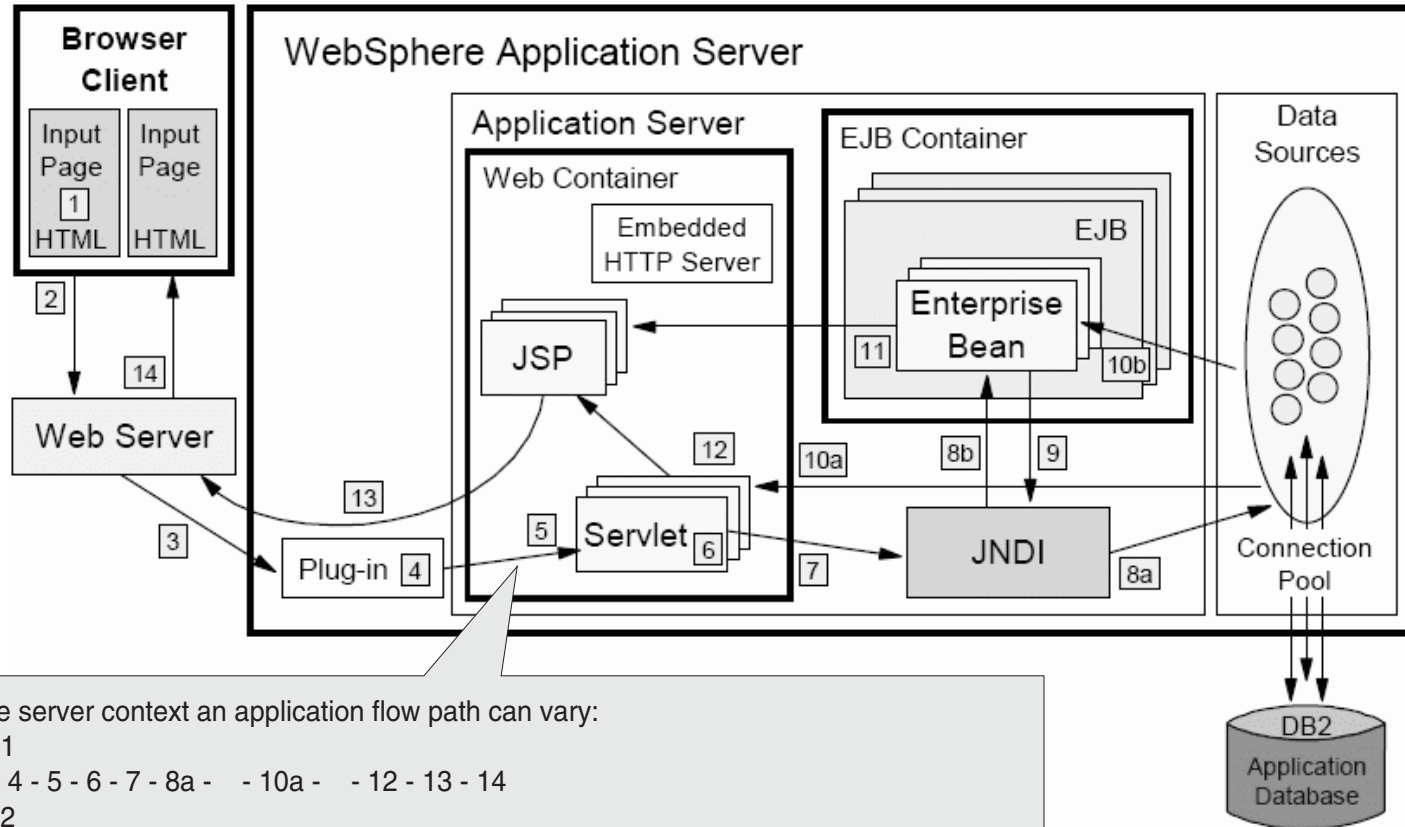 Browser
Client
Input
Page
1
HTML
Input
Page
HTML
2
14
Web Server
3
WebSphere Application Server
Application Server
Web Container
Embedded
HTTP Server
JSP
12
Servlet
6
5
13
Plug-in 4
7
EJB Container
EJB
Enterprise
Bean
11
10b
10a
8b
9
JNDI
8a
Data
Sources
Connection
Pool
DB2
Application
Database
server context an application flow path can vary:
1
4 - 5 - 6 - 7 - 8a -   - 10a -   - 12 - 13 - 14
2